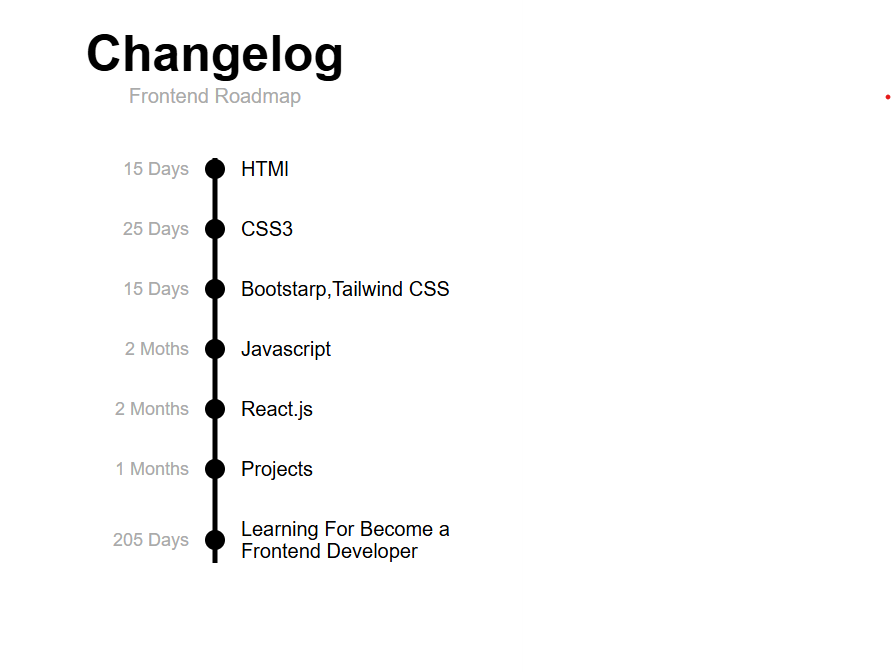 Changelog
Frontend Roadmap
15 Days HTMl
25 Days CSS3
15 Days Bootstarp,Tailwind CSS
2 Moths Javascript
2 Months React.js
1 Months Projects
205 Days Learning For Become a
Frontend Developer